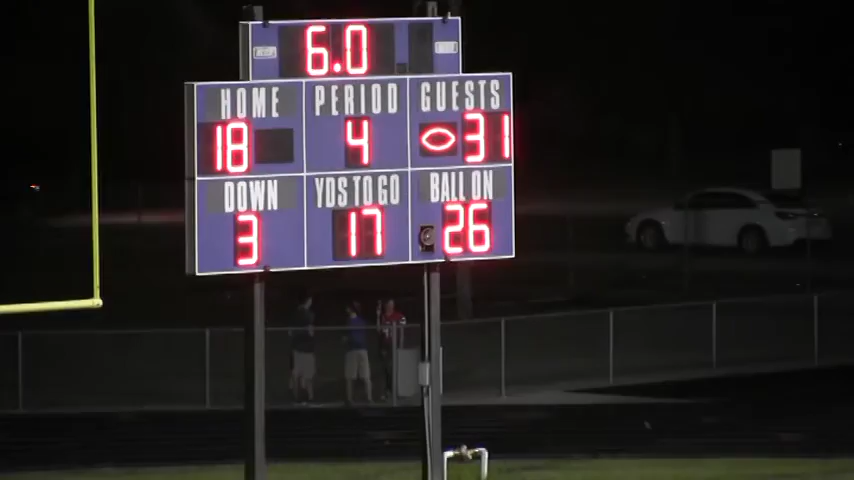 6.0
HOME PERIOD GUESTS
18 4 31
DOWN YDS TO GO BALL ON
3 17 26